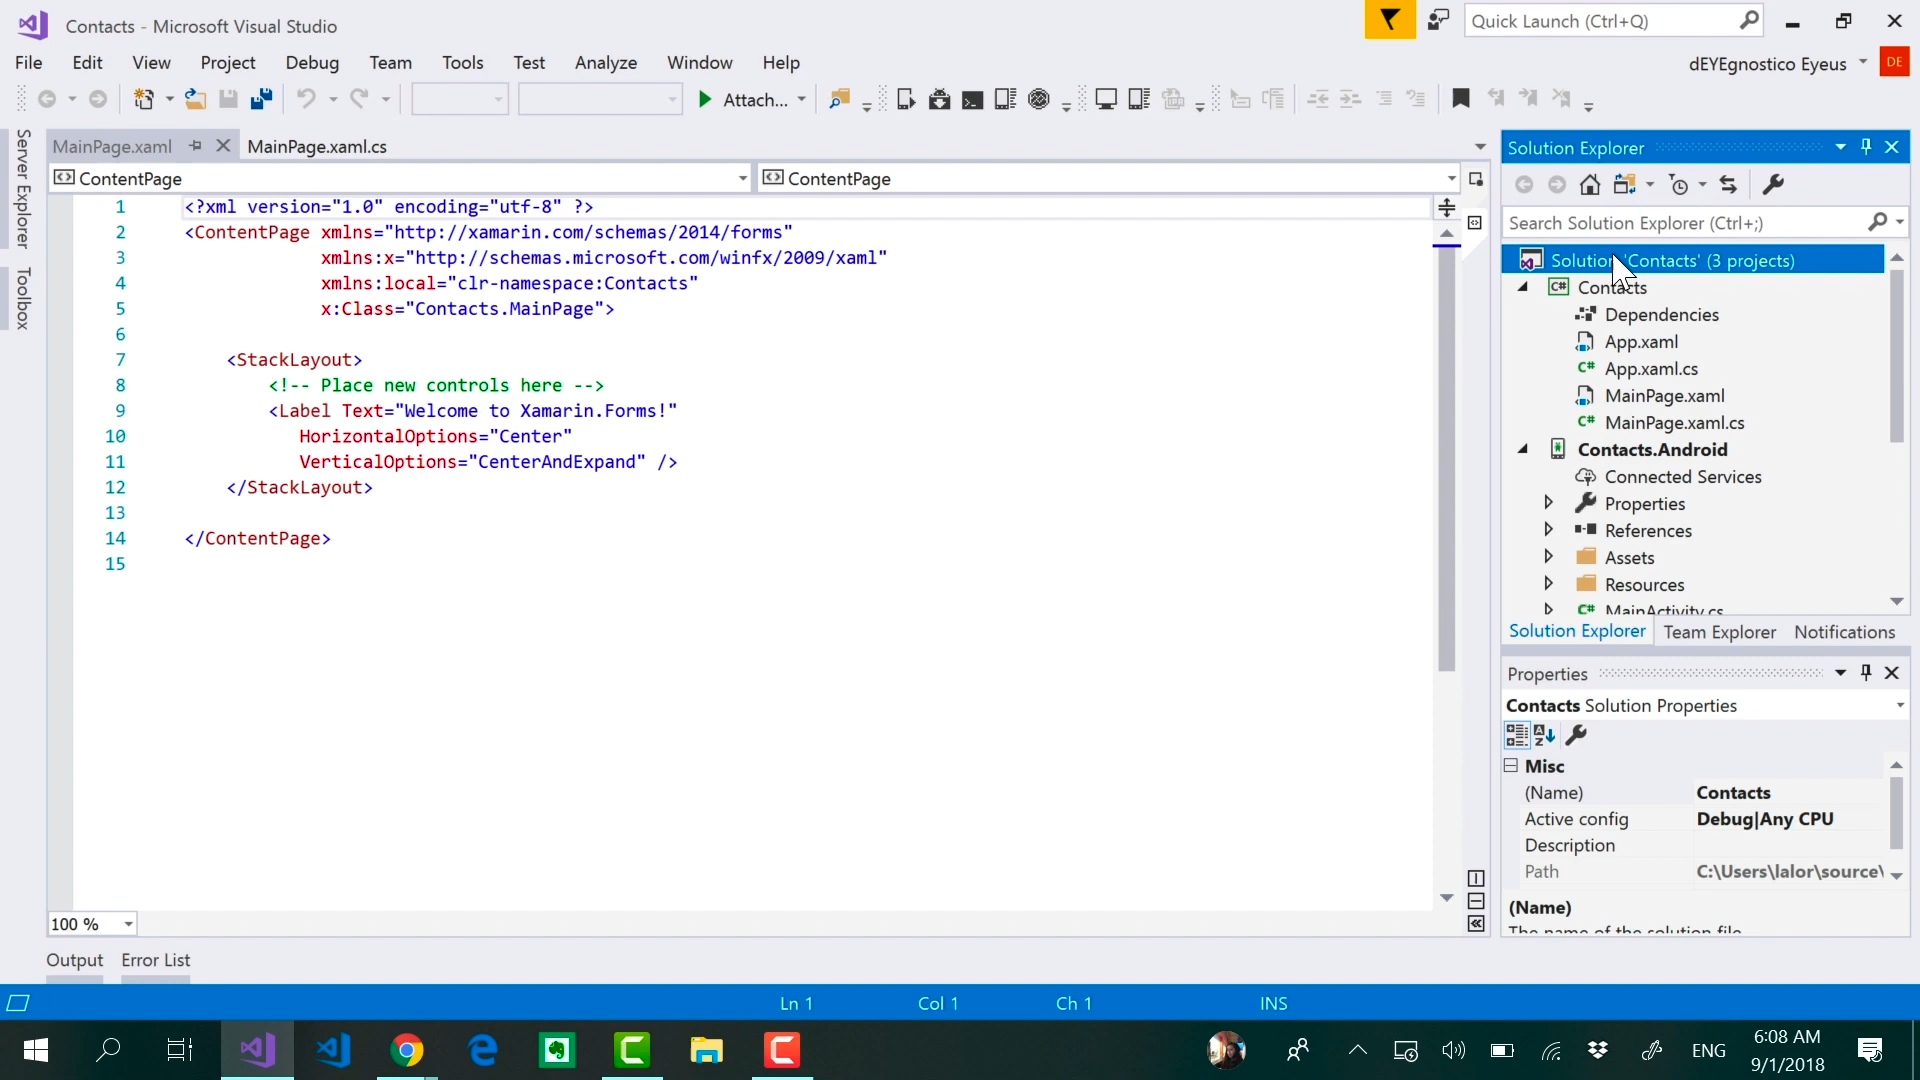 Contacts - Microsoft Visual Studio
Quick Launch (Ctrl+Q)
File Edit View Project Debug Team Tools Test Analyze Window Help
dEYEgnostico Eyeus DE
Attach...
Server Explorer
Toolbox
MainPage.xaml MainPage.xaml.cs
ContentPage ContentPage
1 <?xml version="1.0" encoding="utf-8" ?>
2 <ContentPage xmlns="http://xamarin.com/schemas/2014/forms"
3 xmlns:x="http://schemas.microsoft.com/winfx/2009/xaml"
4 xmlns:local="clr-namespace:Contacts"
5 x:Class="Contacts.MainPage">
6
7 <StackLayout>
8 <!-- Place new controls here -->
9 <Label Text="Welcome to Xamarin.Forms!"
10 HorizontalOptions="Center"
11 VerticalOptions="CenterAndExpand" />
12 </StackLayout>
13
14 </ContentPage>
15
100 %
Output Error List
Solution Explorer
Search Solution Explorer (Ctrl+;)
Solution 'Contacts' (3 projects)
C# Contacts
Dependencies
App.xaml
C# App.xaml.cs
MainPage.xaml
C# MainPage.xaml.cs
Contacts.Android
Connected Services
Properties
References
Assets
Resources
C# MainActivity.cs
Solution Explorer Team Explorer Notifications
Properties
Contacts Solution Properties
Misc
(Name) Contacts
Active config Debug|Any CPU
Description
Path C:\Users\lalor\source\
(Name)
The name of the solution file.
Ln 1 Col 1 Ch 1 INS
ENG
6:08 AM
9/1/2018